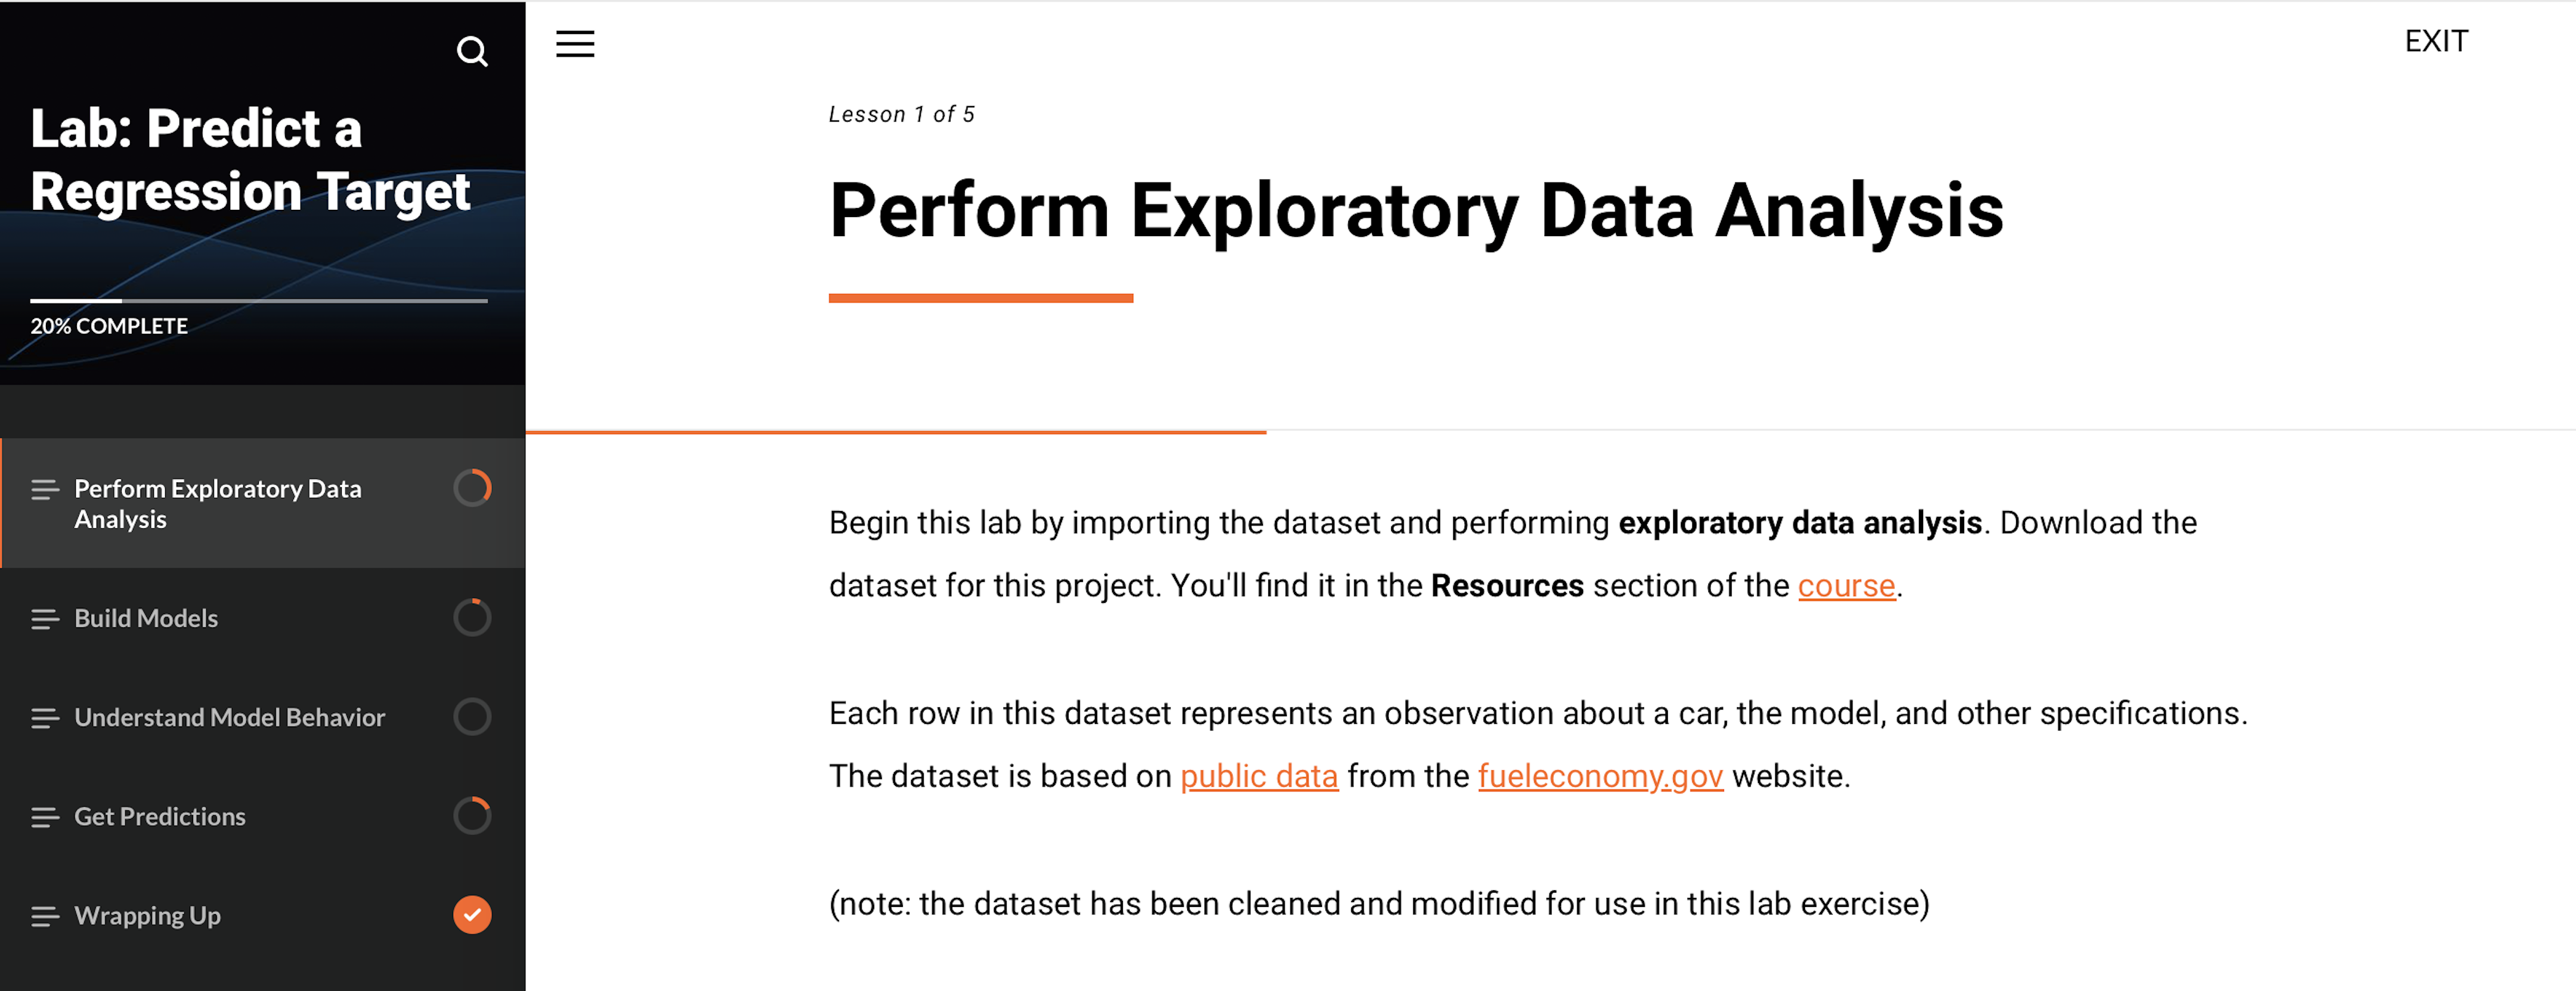 Lab: Predict a
Regression Target
20% COMPLETE
Perform Exploratory Data
Analysis
Build Models
Understand Model Behavior
Get Predictions
Wrapping Up
EXIT
Lesson 1 of 5
Perform Exploratory Data Analysis
Begin this lab by importing the dataset and performing exploratory data analysis. Download the
dataset for this project. You'll find it in the Resources section of the course.
Each row in this dataset represents an observation about a car, the model, and other specifications.
The dataset is based on public data from the fueleconomy.gov website.
(note: the dataset has been cleaned and modified for use in this lab exercise)